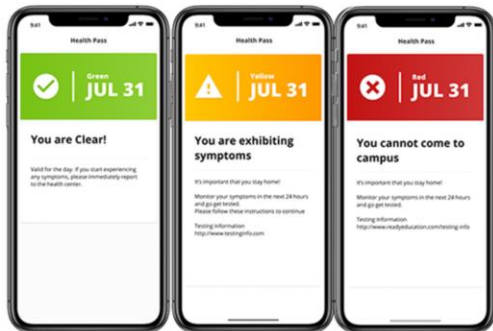 9:41
Health Pass
Green
JUL 31
You are Clear!
Valid for the day. If you start experiencing
any symptoms, please immediately report
to the health center.
9:41
Health Pass
Yellow
JUL 31
You are exhibiting
symptoms
It's important that you stay home!
Monitor your symptoms in the next 24 hours
and go get tested.
Please follow these instructions to continue
Testing Information
http://www.testinginfo.com
9:41
Health Pass
Red
JUL 31
You cannot come to
campus
It's important that you stay home!
Monitor your symptoms in the next 24 hours
and go get tested.
Testing Information
http://www.readyeducation.com/testing-info